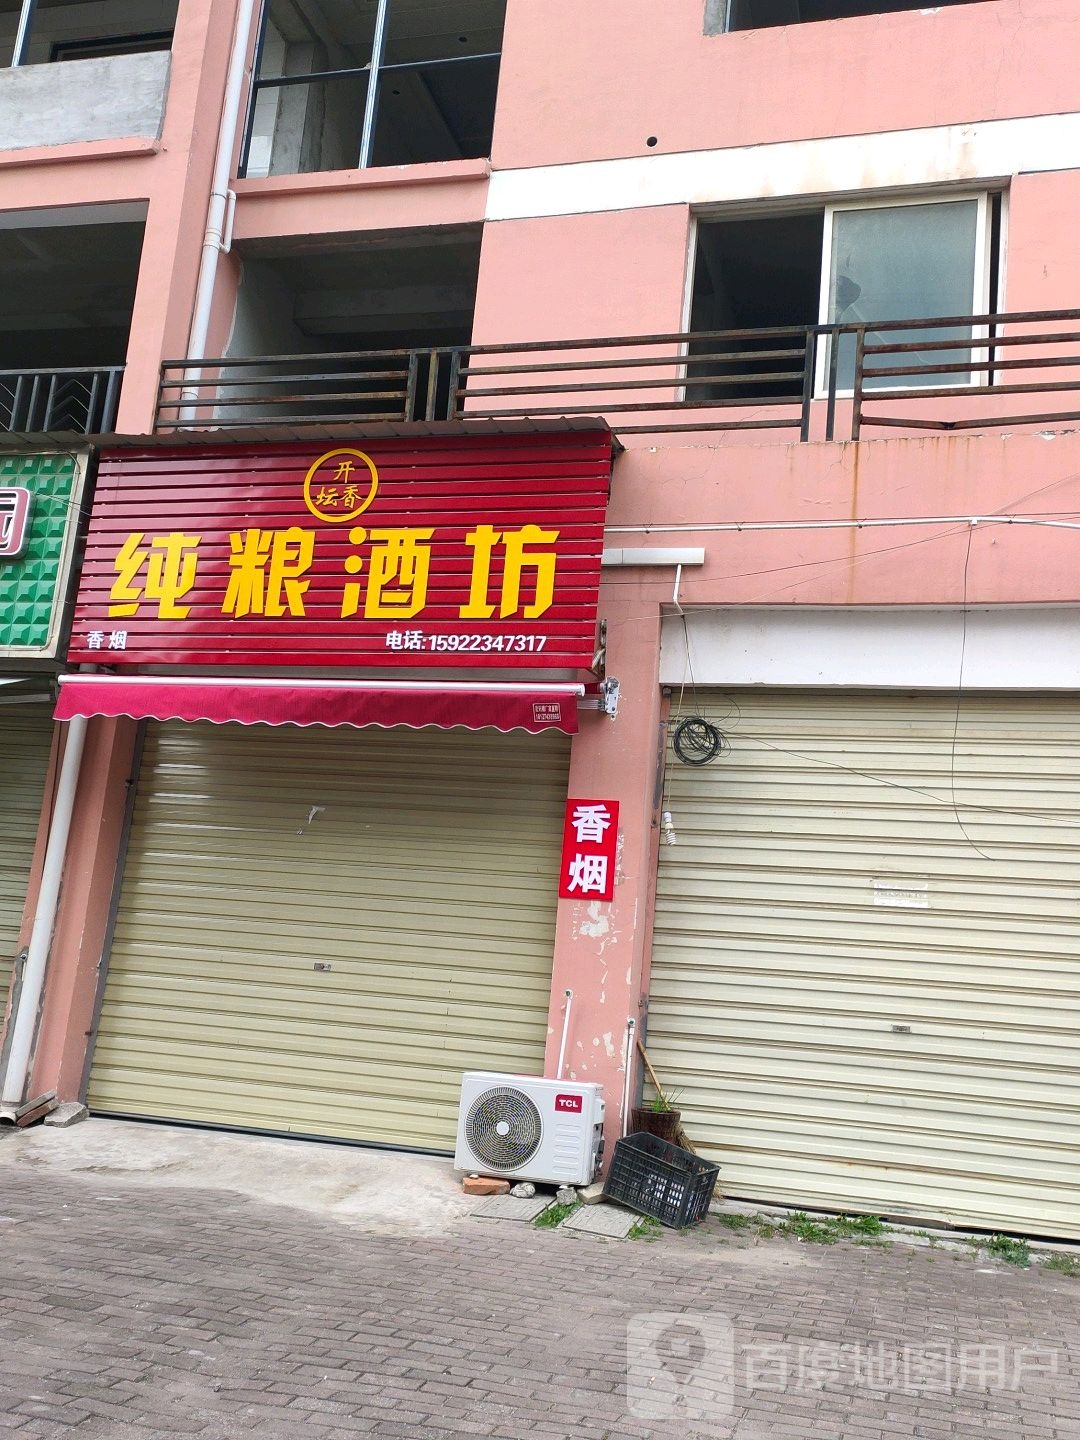 开
坛香
纯粮酒坊
香烟
电话:15922347317
香
烟
TCL
百度地图用户